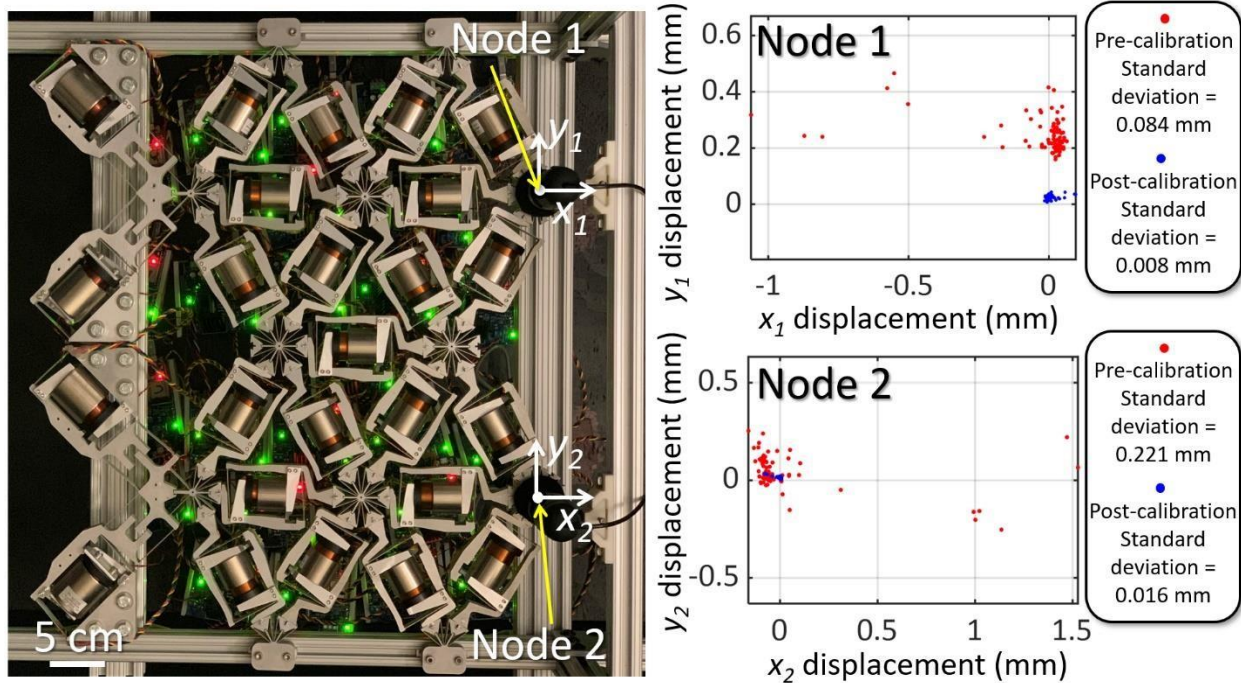 Node 1
y1
x1
y2
x2
5 cm
Node 2
Node 1
y1 displacement (mm)
0.6
0.4
0.2
0
-1
-0.5
0
x1 displacement (mm)
Pre-calibration
Standard
deviation =
0.084 mm
Post-calibration
Standard
deviation =
0.008 mm
Node 2
y2 displacement (mm)
0.5
0
-0.5
0
0.5
1
1.5
x2 displacement (mm)
Pre-calibration
Standard
deviation =
0.221 mm
Post-calibration
Standard
deviation =
0.016 mm